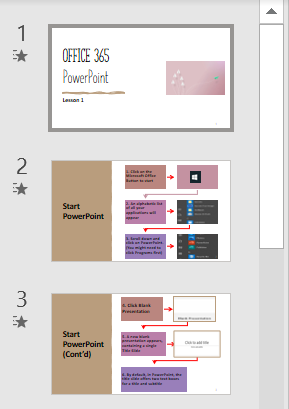 1
OFFICE 365
PowerPoint
Lesson 1
2
Start
PowerPoint
1. Click on the
Microsoft Office
Button to start
2. An alphabetic list
of all your
applications will
appear
3. Scroll down and
click on PowerPoint.
(You might need to
click Programs first)
3
Start
PowerPoint
(Cont'd)
4. Click Blank
Presentation
Blank Presentation
5. A new blank
presentation appears,
containing a single
Title Slide
Click to add title
6. By default, in PowerPoint, the
title slide offers two text boxes
for a title and subtitle